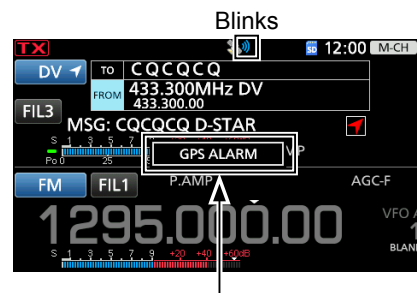 Blinks
TX 12:00 M-CH
DV TO CQCQCQ
FROM 433.300MHz DV
433.300.00
FIL3
MSG: CQCQCQ D-STAR
S 1 3 5 7
Po 0 25
GPS ALARM
FM FIL1 P.AMP AGC-F
1295.000.00
VFO
BLAN
S 1 3 5 7 9 +20 +40 +60dB